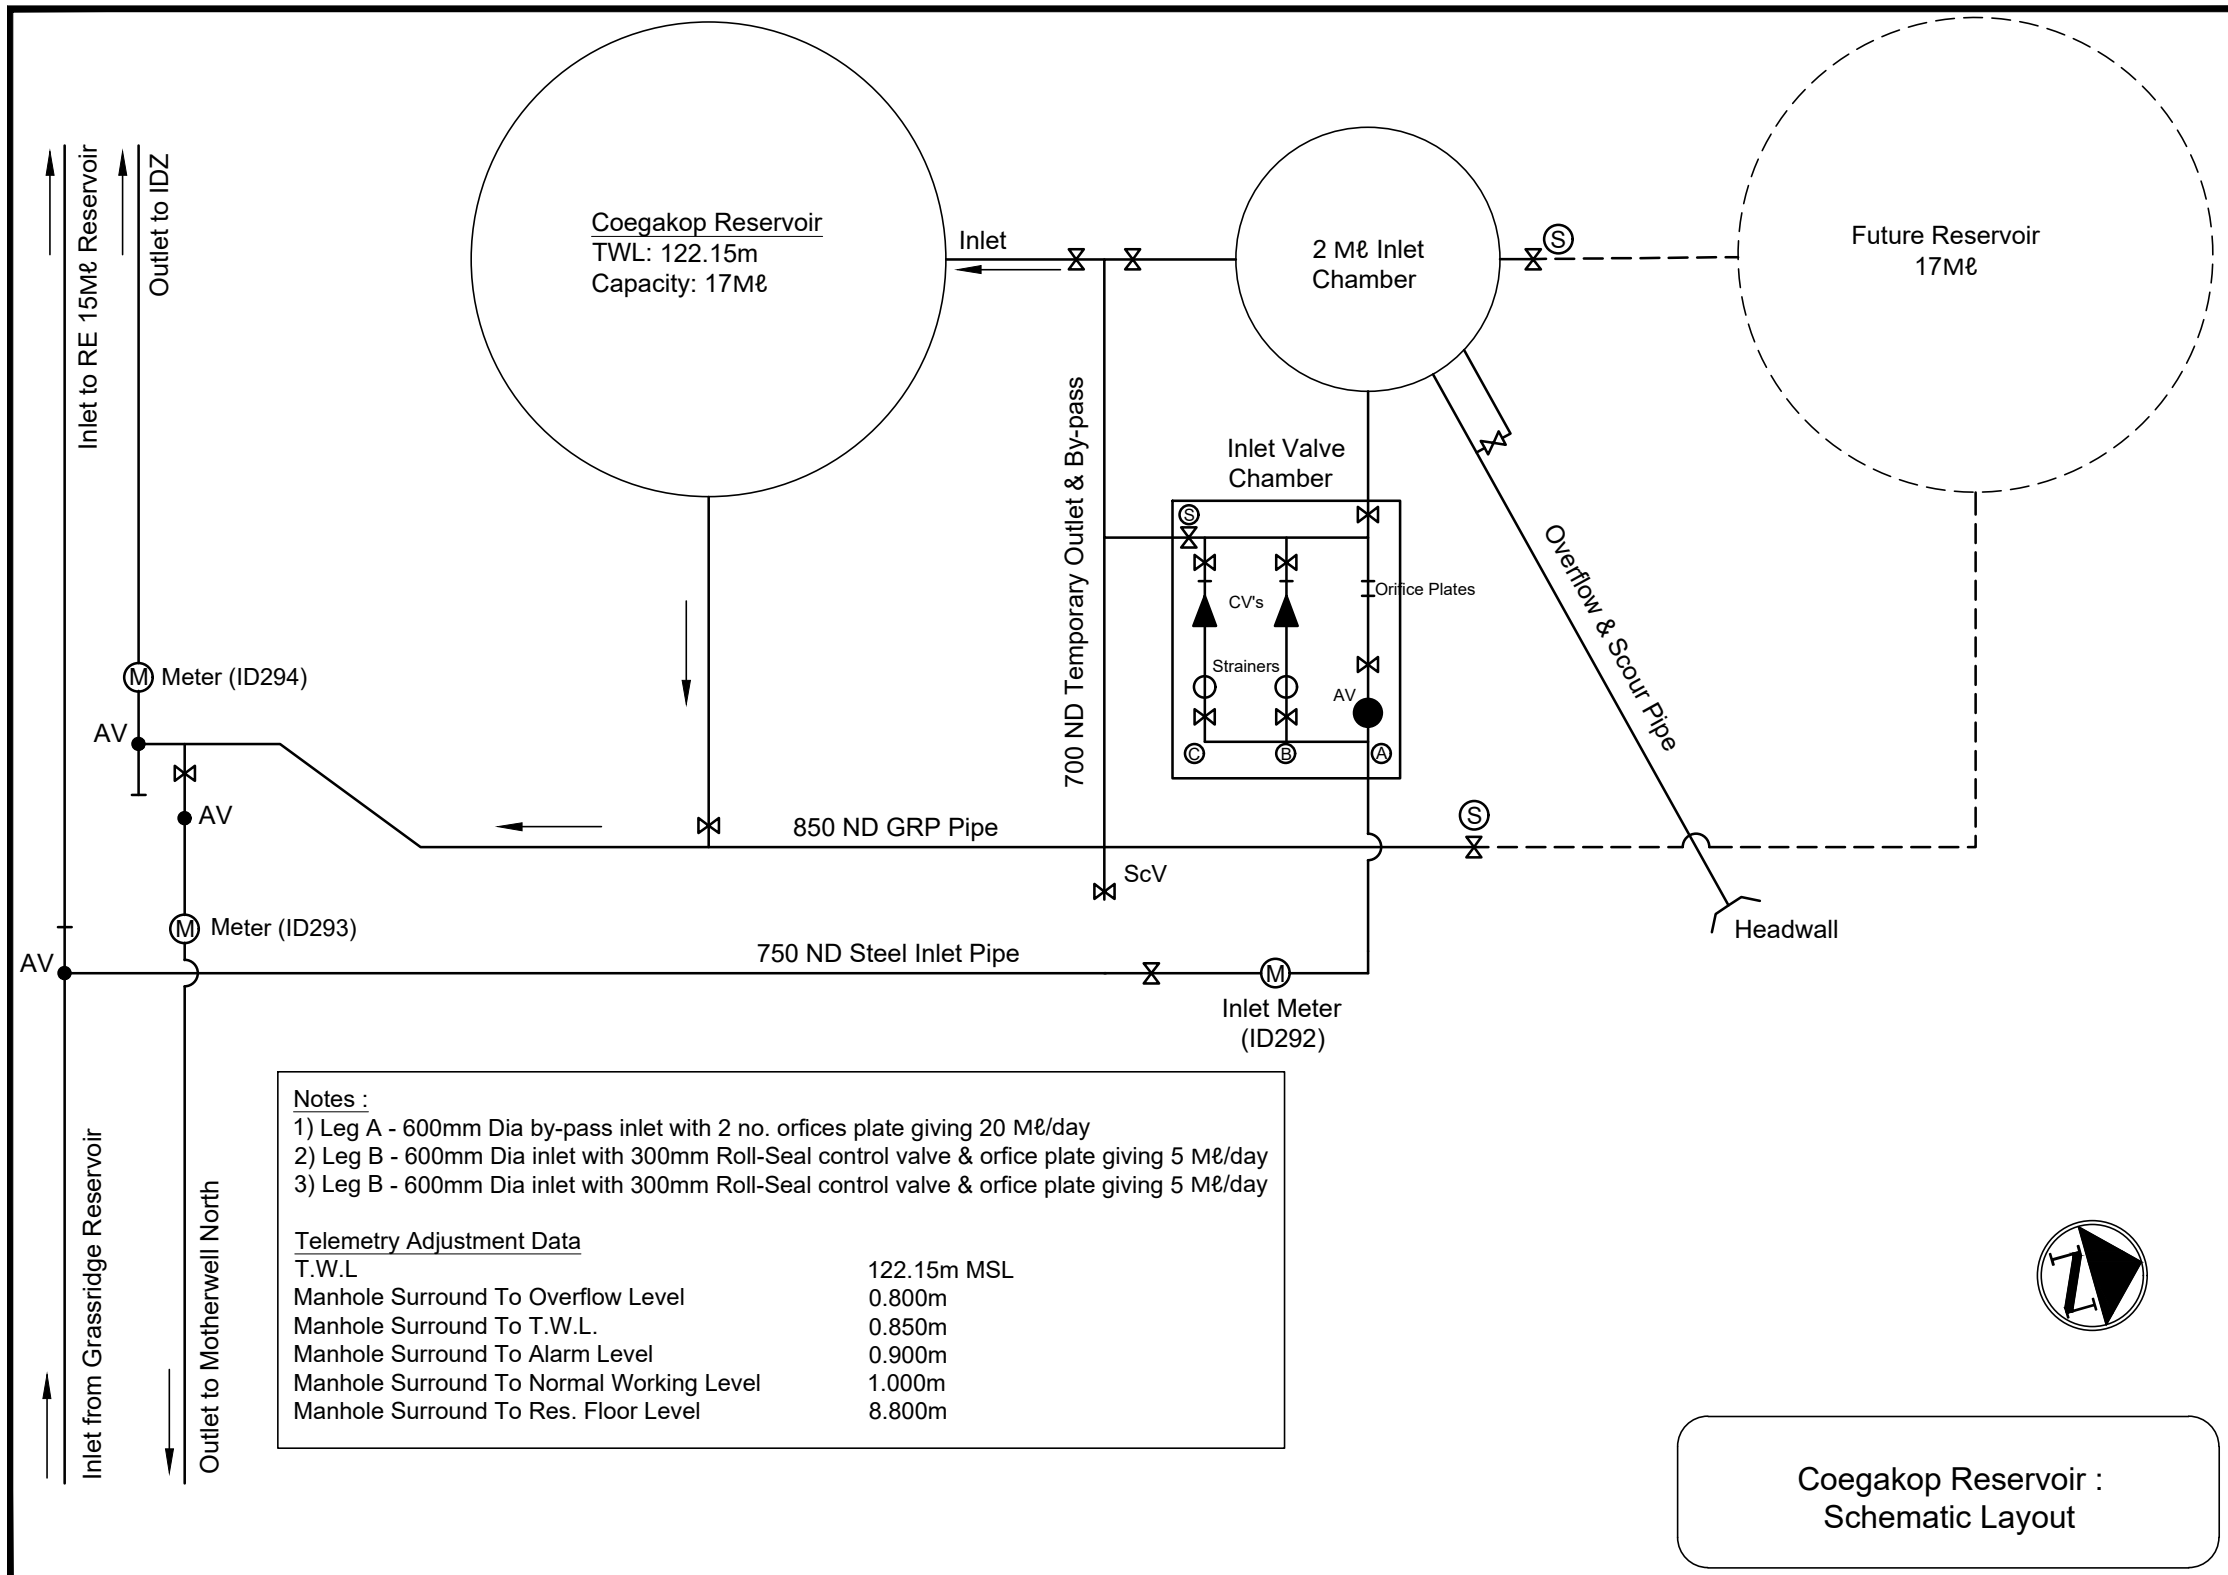 Coegakop Reservoir
TWL: 122.15m
Capacity: 17Mℓ
Inlet
2 Mℓ Inlet
Chamber
S
Future Reservoir
17Mℓ
Inlet to RE 15Mℓ Reservoir
Outlet to IDZ
700 ND Temporary Outlet & By-pass
Inlet Valve
Chamber
S
CV's
Orifice Plates
Strainers
AV
C
B
A
Overflow & Scour Pipe
M Meter (ID294)
AV
AV
850 ND GRP Pipe
S
ScV
M Meter (ID293)
Headwall
AV
750 ND Steel Inlet Pipe
M
Inlet Meter
(ID292)
Inlet from Grassridge Reservoir
Outlet to Motherwell North
Notes :
1) Leg A - 600mm Dia by-pass inlet with 2 no. orfices plate giving 20 Mℓ/day
2) Leg B - 600mm Dia inlet with 300mm Roll-Seal control valve & orfice plate giving 5 Mℓ/day
3) Leg B - 600mm Dia inlet with 300mm Roll-Seal control valve & orfice plate giving 5 Mℓ/day
Telemetry Adjustment Data
T.W.L 122.15m MSL
Manhole Surround To Overflow Level 0.800m
Manhole Surround To T.W.L. 0.850m
Manhole Surround To Alarm Level 0.900m
Manhole Surround To Normal Working Level 1.000m
Manhole Surround To Res. Floor Level 8.800m
N
Coegakop Reservoir :
Schematic Layout